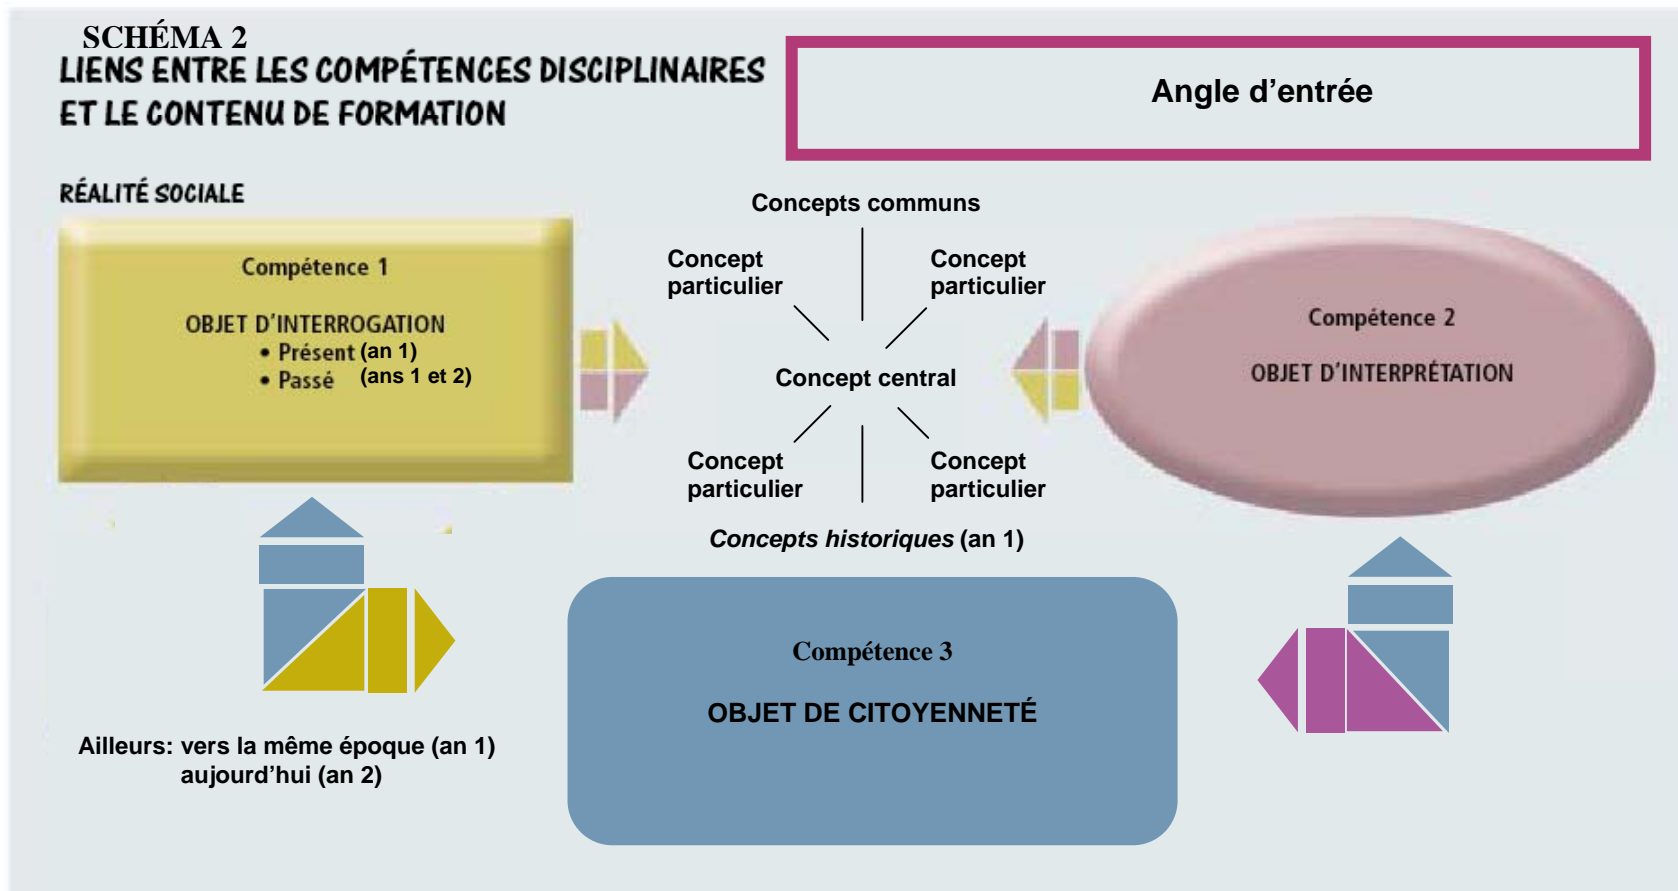 SCHÉMA 2
LIENS ENTRE LES COMPÉTENCES DISCIPLINAIRES
ET LE CONTENU DE FORMATION
Angle d'entrée
RÉALITÉ SOCIALE
Compétence 1
OBJET D'INTERROGATION
• Présent (an 1)
• Passé (ans 1 et 2)
Concepts communs
Concept
particulier
Concept
particulier
Concept central
Concept
particulier
Concept
particulier
Concepts historiques (an 1)
Compétence 2
OBJET D'INTERPRÉTATION
Compétence 3
OBJET DE CITOYENNETÉ
Ailleurs: vers la même époque (an 1)
aujourd'hui (an 2)